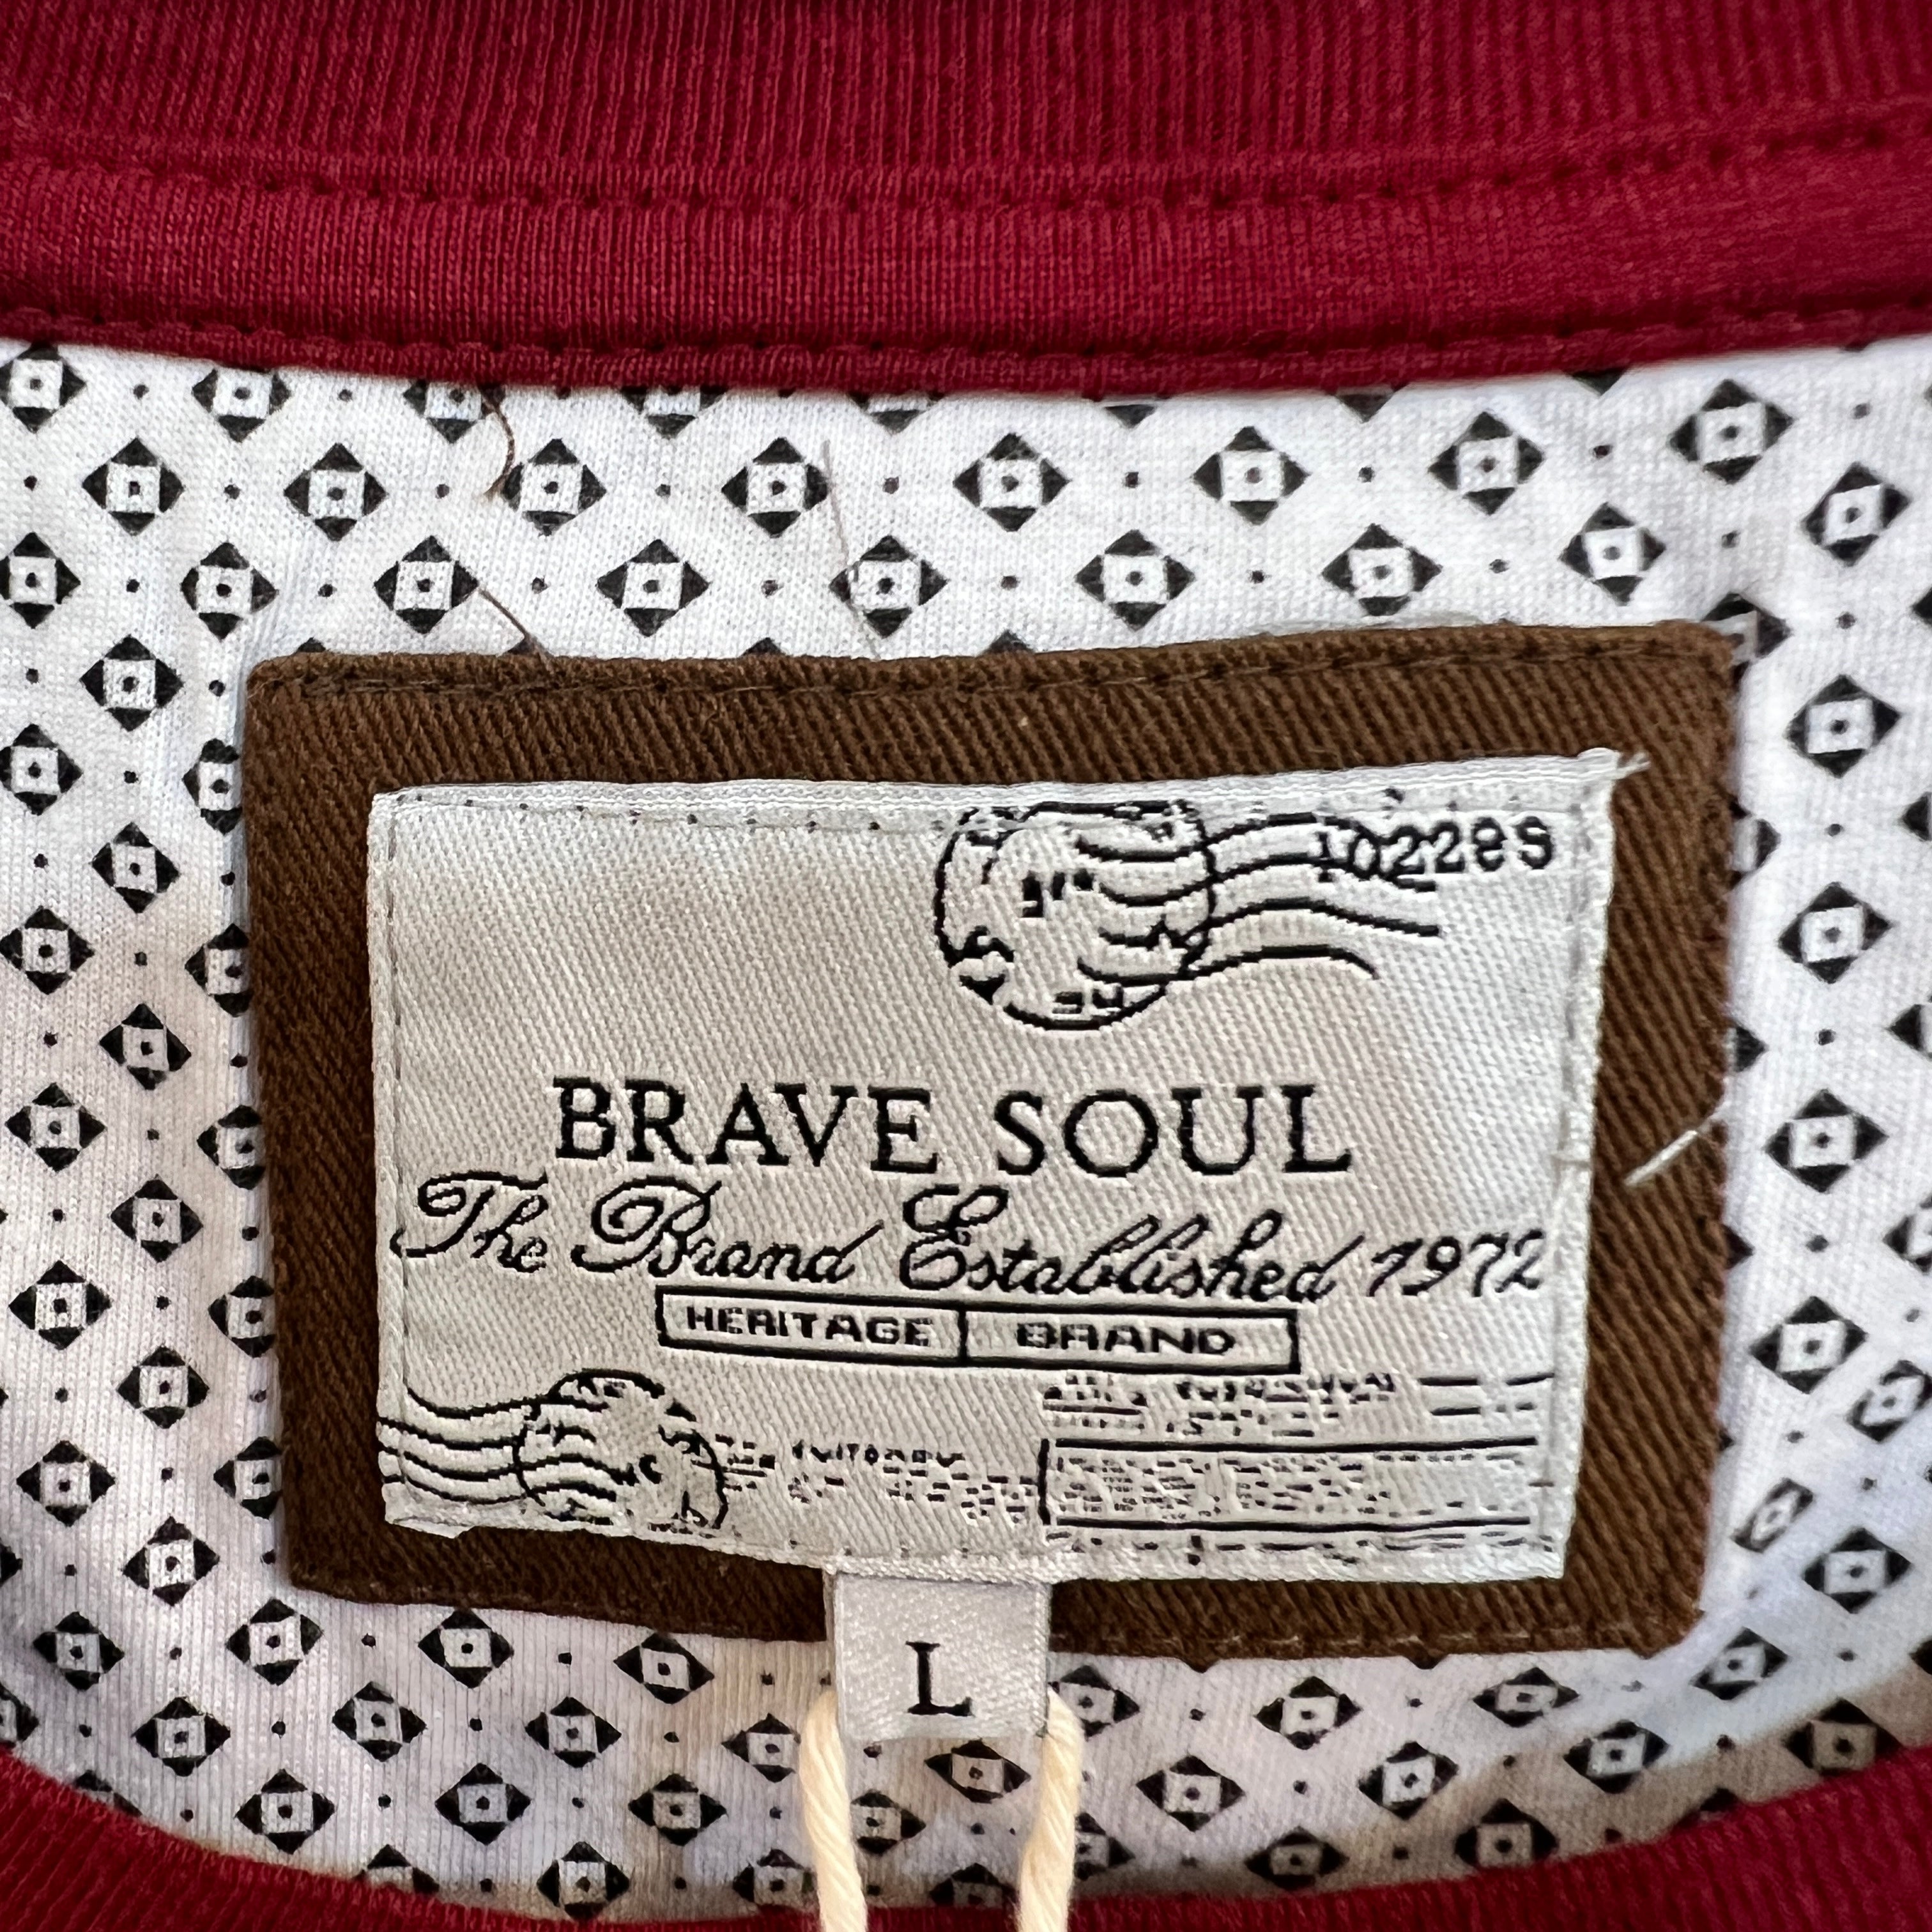 102289
BRAVE SOUL
The Brand Established 1972
HERITAGE BRAND
L